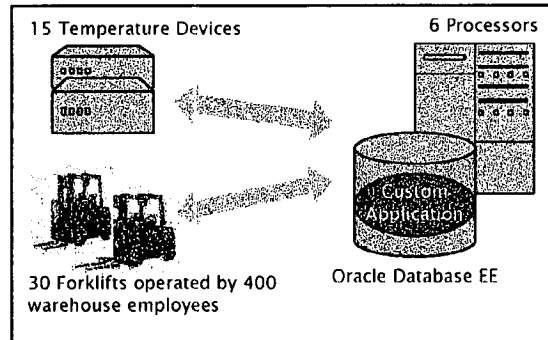 15 Temperature Devices
6 Processors
Custom
Application
Oracle Database EE
30 Forklifts operated by 400
warehouse employees